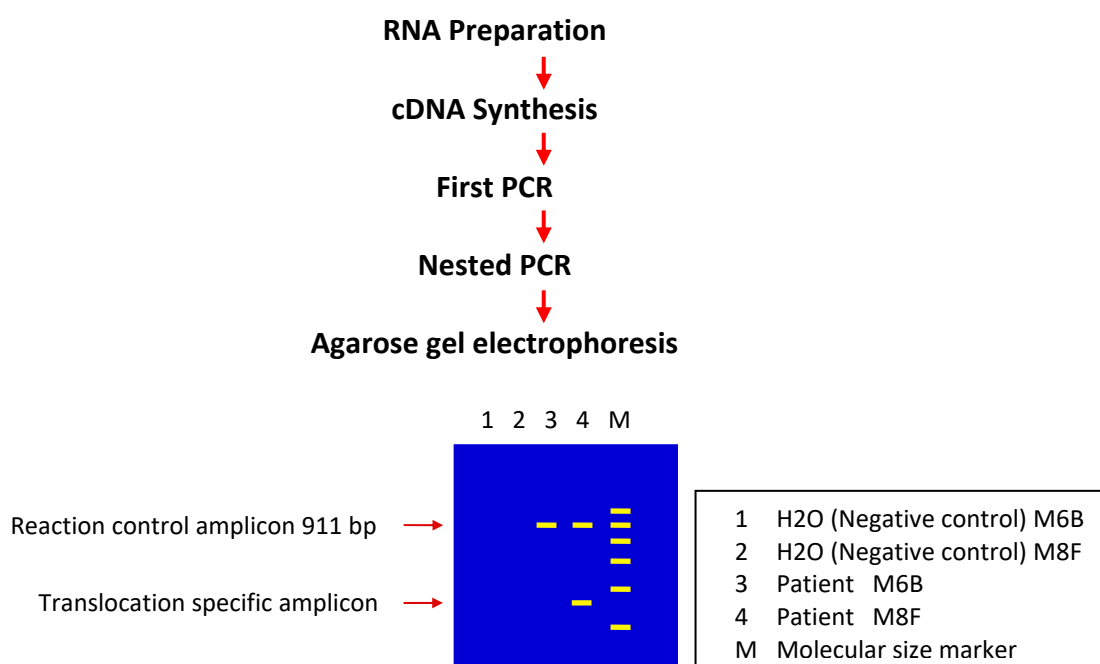 RNA Preparation
cDNA Synthesis
First PCR
Nested PCR
Agarose gel electrophoresis
1 2 3 4 M
Reaction control amplicon 911 bp
Translocation specific amplicon
1 H2O (Negative control) M6B
2 H2O (Negative control) M8F
3 Patient M6B
4 Patient M8F
M Molecular size marker